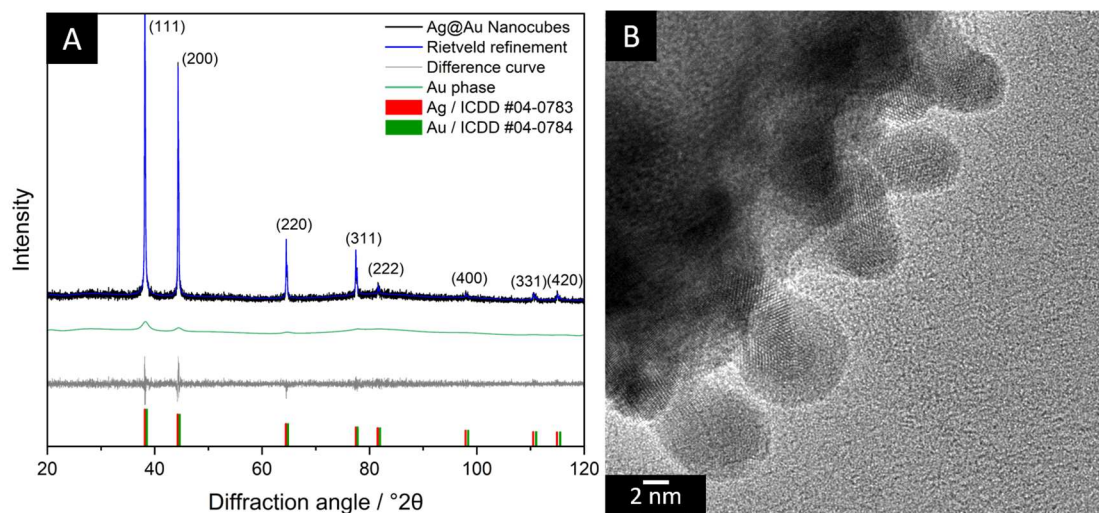 A
(111)
(200)
(220)
(311)
(222)
(400)
(331)
(420)
Ag@Au Nanocubes
Rietveld refinement
Difference curve
Au phase
Ag / ICDD #04-0783
Au / ICDD #04-0784
Intensity
20
40
60
80
100
120
Diffraction angle / °2θ
B
2 nm